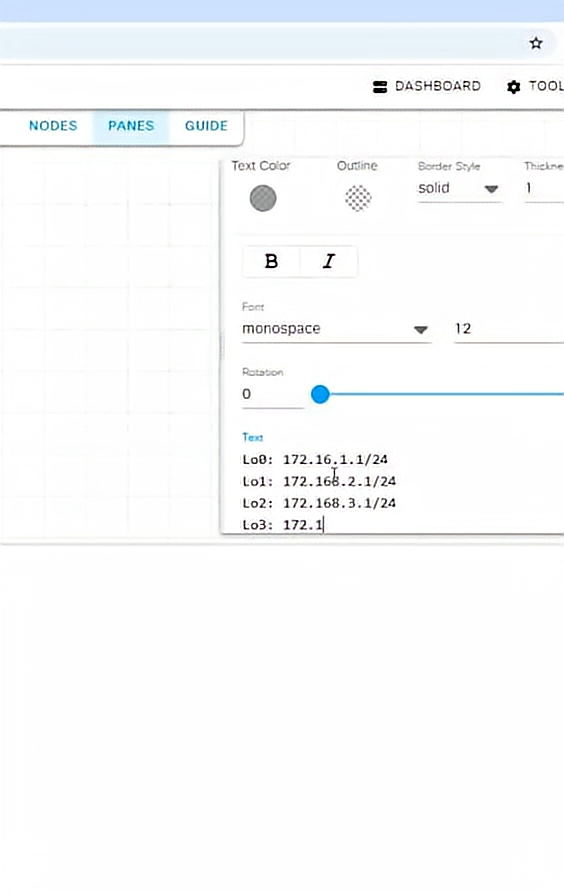 DASHBOARD TOOL
NODES PANES GUIDE
Text Color Outline Border Style Thickne
solid 1
B I
Font
monospace 12
Rotation
0
Text
Lo0: 172.16.1.1/24
Lo1: 172.168.2.1/24
Lo2: 172.168.3.1/24
Lo3: 172.1